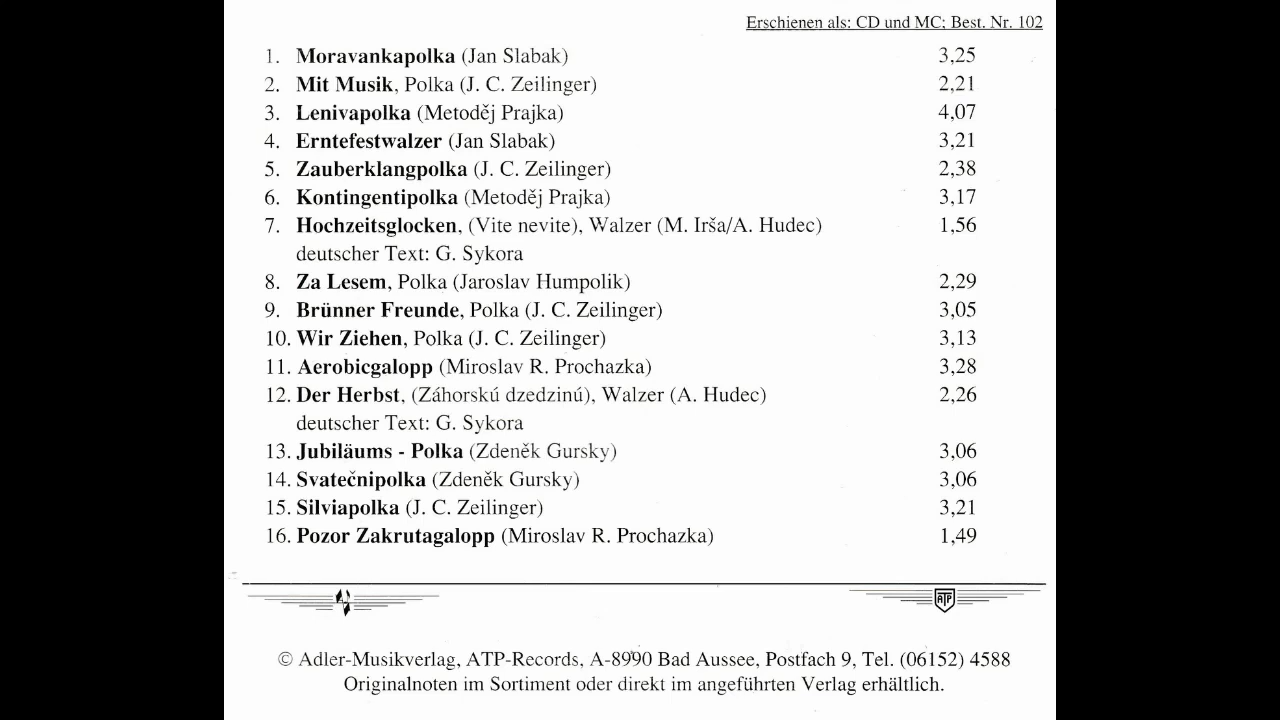 Erschienen als: CD und MC; Best. Nr. 102
1. Moravankapolka (Jan Slabak) 3,25
2. Mit Musik, Polka (J. C. Zeilinger) 2,21
3. Lenivapolka (Metoděj Prajka) 4,07
4. Erntefestwalzer (Jan Slabak) 3,21
5. Zauberklangpolka (J. C. Zeilinger) 2,38
6. Kontingentipolka (Metoděj Prajka) 3,17
7. Hochzeitsglocken, (Vite nevite), Walzer (M. Irša/A. Hudec) 1,56
deutscher Text: G. Sykora
8. Za Lesem, Polka (Jaroslav Humpolik) 2,29
9. Brünner Freunde, Polka (J. C. Zeilinger) 3,05
10. Wir Ziehen, Polka (J. C. Zeilinger) 3,13
11. Aerobicgalopp (Miroslav R. Prochazka) 3,28
12. Der Herbst, (Záhorskú dzedzinú), Walzer (A. Hudec) 2,26
deutscher Text: G. Sykora
13. Jubiläums - Polka (Zdeněk Gursky) 3,06
14. Svatečnipolka (Zdeněk Gursky) 3,06
15. Silviapolka (J. C. Zeilinger) 3,21
16. Pozor Zakrutagalopp (Miroslav R. Prochazka) 1,49
ATP
© Adler-Musikverlag, ATP-Records, A-8990 Bad Aussee, Postfach 9, Tel. (06152) 4588
Originalnoten im Sortiment oder direkt im angeführten Verlag erhältlich.